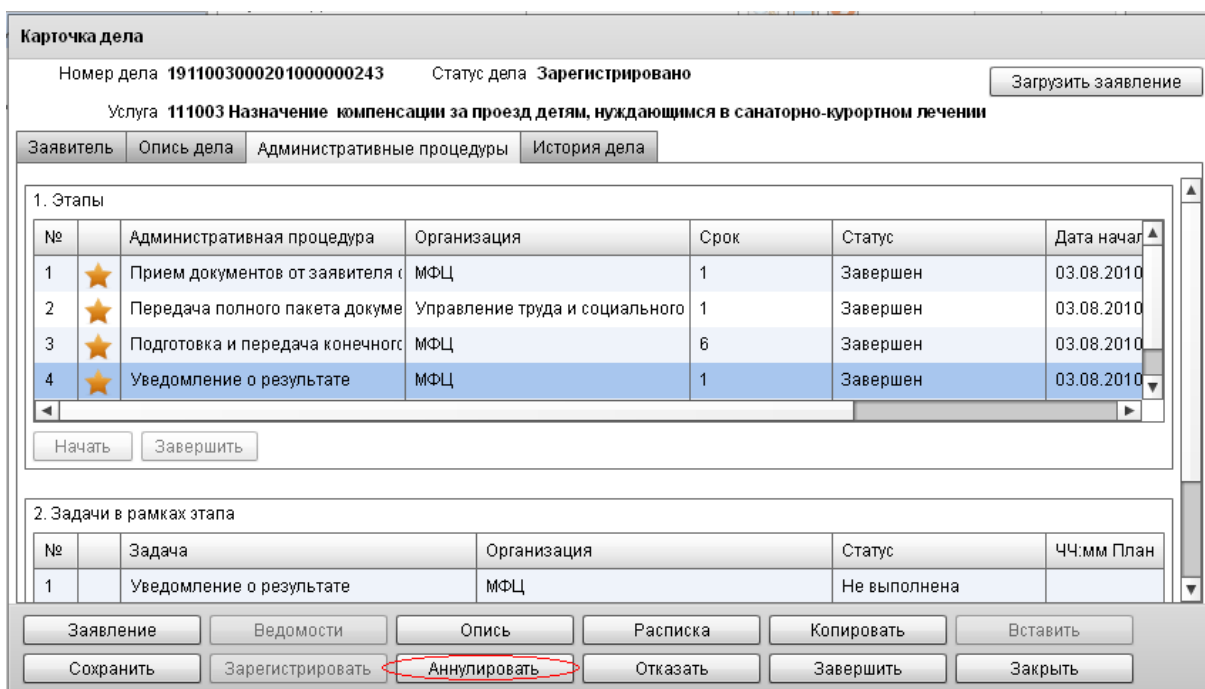 Карточка дела
Номер дела 1911003000201000000243 Статус дела Зарегистрировано
Загрузить заявление
Услуга 111003 Назначение компенсации за проезд детям, нуждающимся в санаторно-курортном лечении
Заявитель Опись дела Административные процедуры История дела
1. Этапы
№ Административная процедура Организация Срок Статус Дата начал
1 Прием документов от заявителя с МФЦ 1 Завершен 03.08.2010
2 Передача полного пакета докуме Управление труда и социального 1 Завершен 03.08.2010
3 Подготовка и передача конечного МФЦ 6 Завершен 03.08.2010
4 Уведомление о результате МФЦ 1 Завершен 03.08.2010
Начать Завершить
2. Задачи в рамках этапа
№ Задача Организация Статус ЧЧ:мм План
1 Уведомление о результате МФЦ Не выполнена
Заявление Ведомости Опись Расписка Копировать Вставить
Сохранить Зарегистрировать Аннулировать Отказать Завершить Закрыть